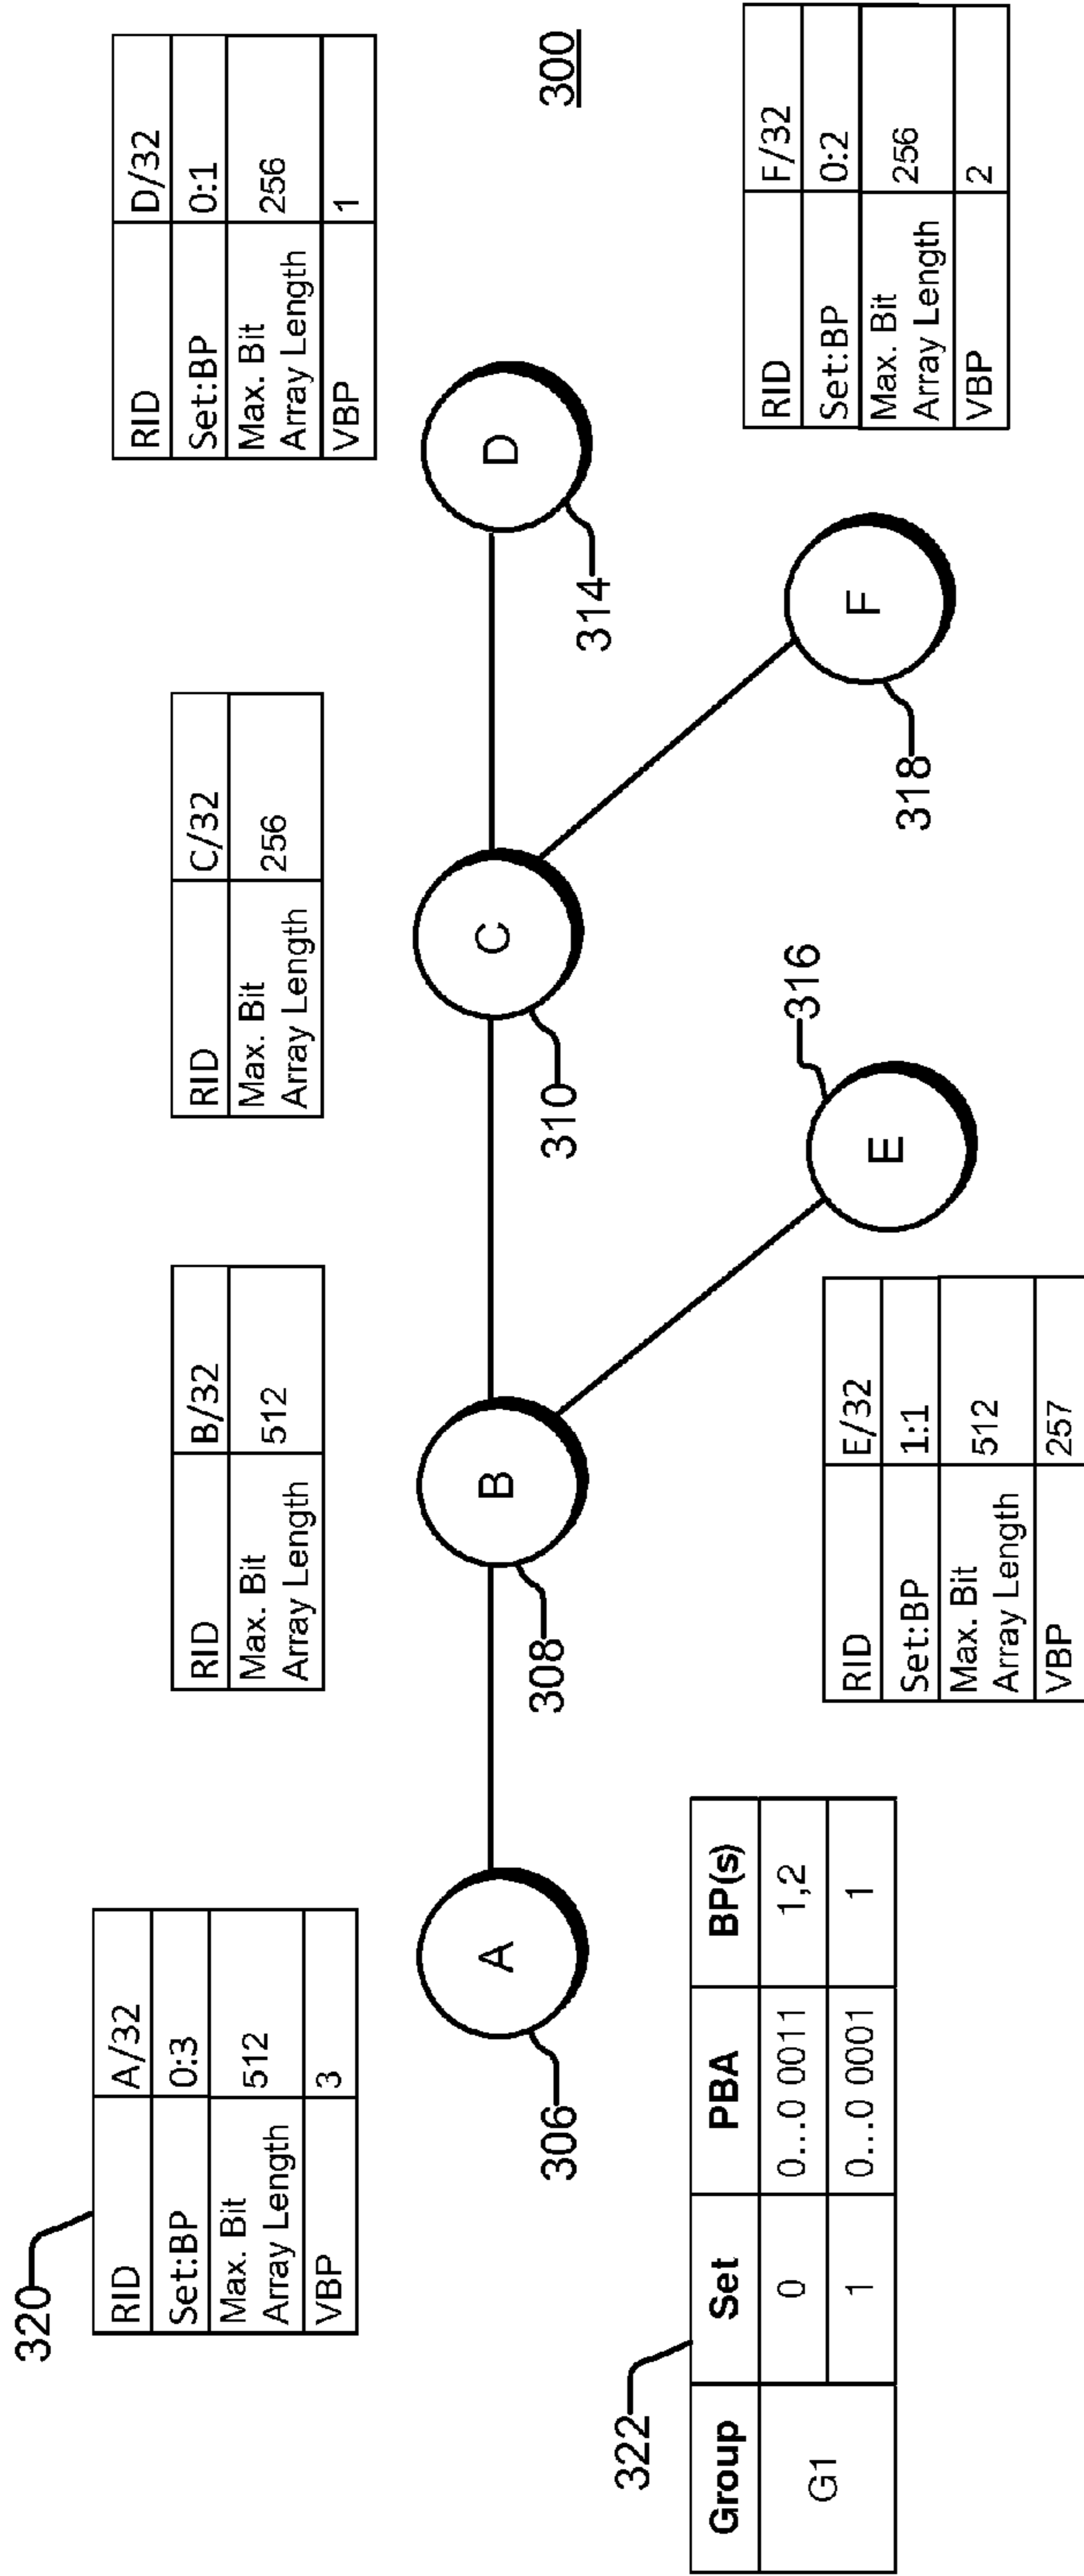 300
320
RID A/32
Set:BP 0:3
Max. Bit
Array Length 512
VBP 3
RID B/32
Max. Bit
Array Length 512
RID C/32
Max. Bit
Array Length 256
RID D/32
Set:BP 0:1
Max. Bit
Array Length 256
VBP 1
A
306
B
308
C
310
D
314
E
316
F
318
322
Group Set PBA BP(s)
G1
0 0...0 0011 1,2
1 0...0 0001 1
RID E/32
Set:BP 1:1
Max. Bit
Array Length 512
VBP 257
RID F/32
Set:BP 0:2
Max. Bit
Array Length 256
VBP 2